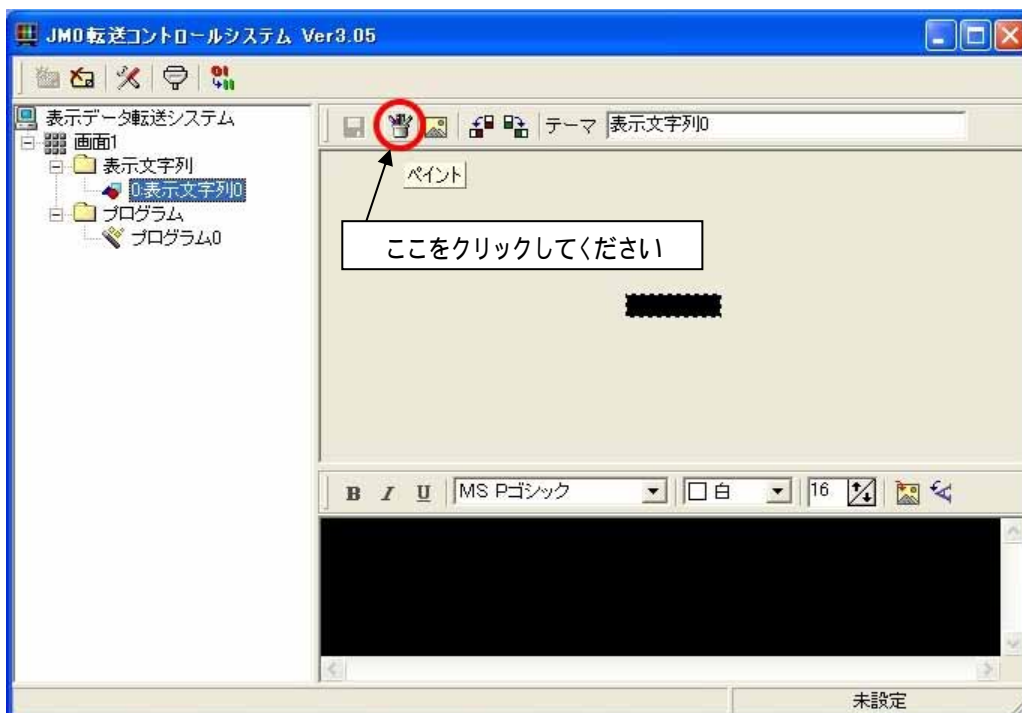 JMO転送コントロールシステム Ver3.05
表示データ転送システム
画面1
表示文字列
0:表示文字列0
プログラム
プログラム0
テーマ 表示文字列0
ペイント
ここをクリックしてください
B I U MS Pゴシック 白 16
未設定